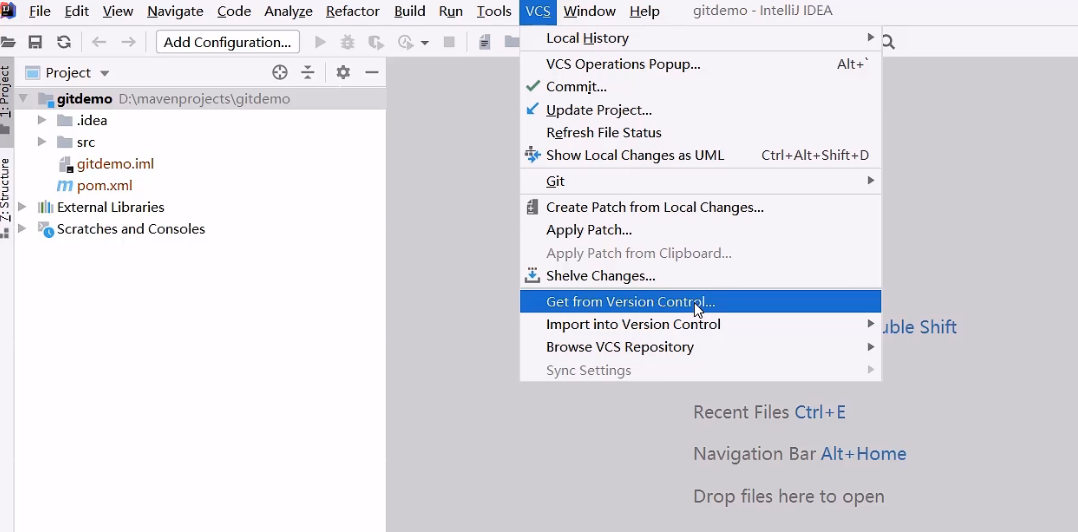 File Edit View Navigate Code Analyze Refactor Build Run Tools VCS Window Help gitdemo - IntelliJ IDEA
Add Configuration...
Project
1: Project
Z: Structure
gitdemo D:\mavenprojects\gitdemo
.idea
src
gitdemo.iml
pom.xml
External Libraries
Scratches and Consoles
Local History
VCS Operations Popup... Alt+`
Commit...
Update Project...
Refresh File Status
Show Local Changes as UML Ctrl+Alt+Shift+D
Git
Create Patch from Local Changes...
Apply Patch...
Apply Patch from Clipboard...
Shelve Changes...
Get from Version Control...
Import into Version Control
Browse VCS Repository
Sync Settings
Shift
Recent Files Ctrl+E
Navigation Bar Alt+Home
Drop files here to open